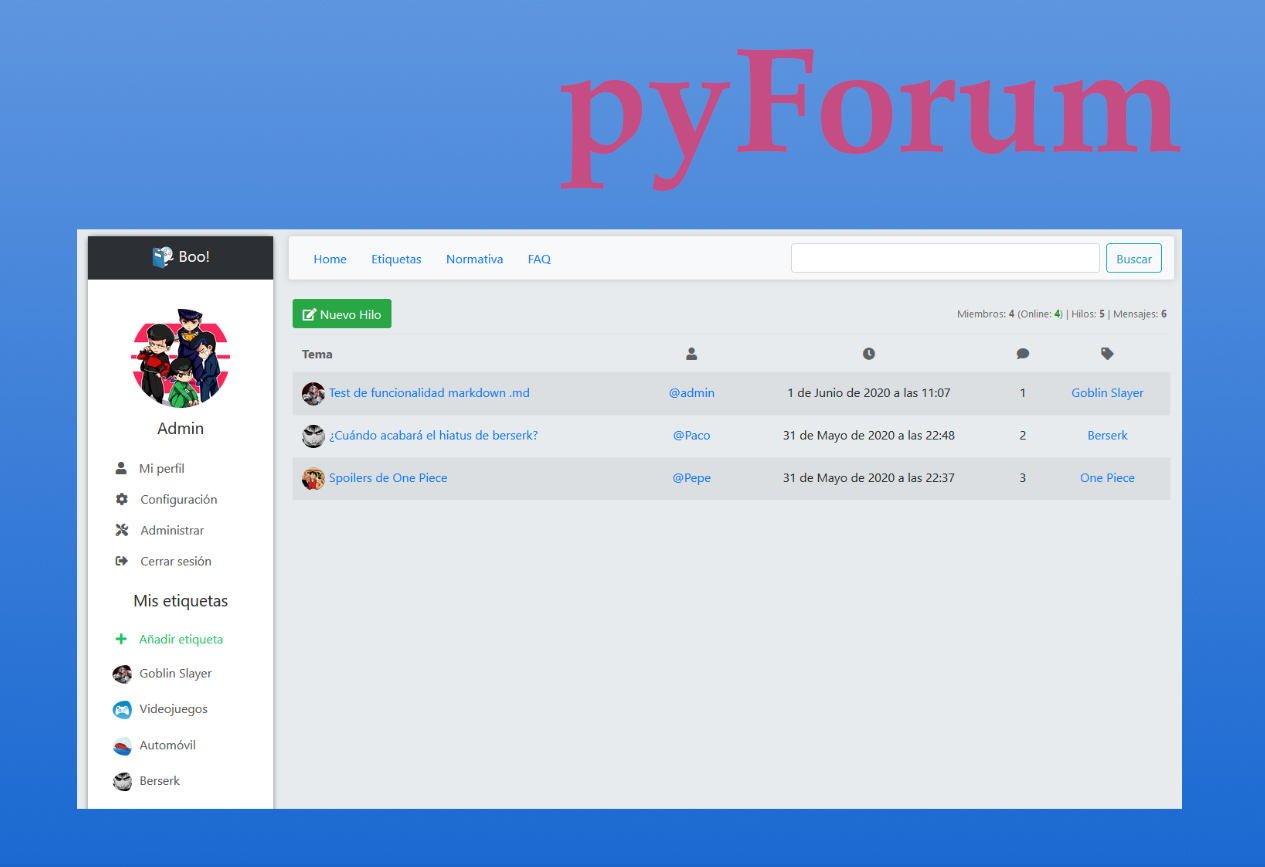 pyForum
Boo!
Home Etiquetas Normativa FAQ Buscar
Admin
Mi perfil
Configuración
Administrar
Cerrar sesión
Mis etiquetas
Añadir etiqueta
Goblin Slayer
Videojuegos
Automóvil
Berserk
Nuevo Hilo
Miembros: 4 (Online: 4) | Hilos: 5 | Mensajes: 6
Tema
Test de funcionalidad markdown .md @admin 1 de Junio de 2020 a las 11:07 1 Goblin Slayer
¿Cuándo acabará el hiatus de berserk? @Paco 31 de Mayo de 2020 a las 22:48 2 Berserk
Spoilers de One Piece @Pepe 31 de Mayo de 2020 a las 22:37 3 One Piece